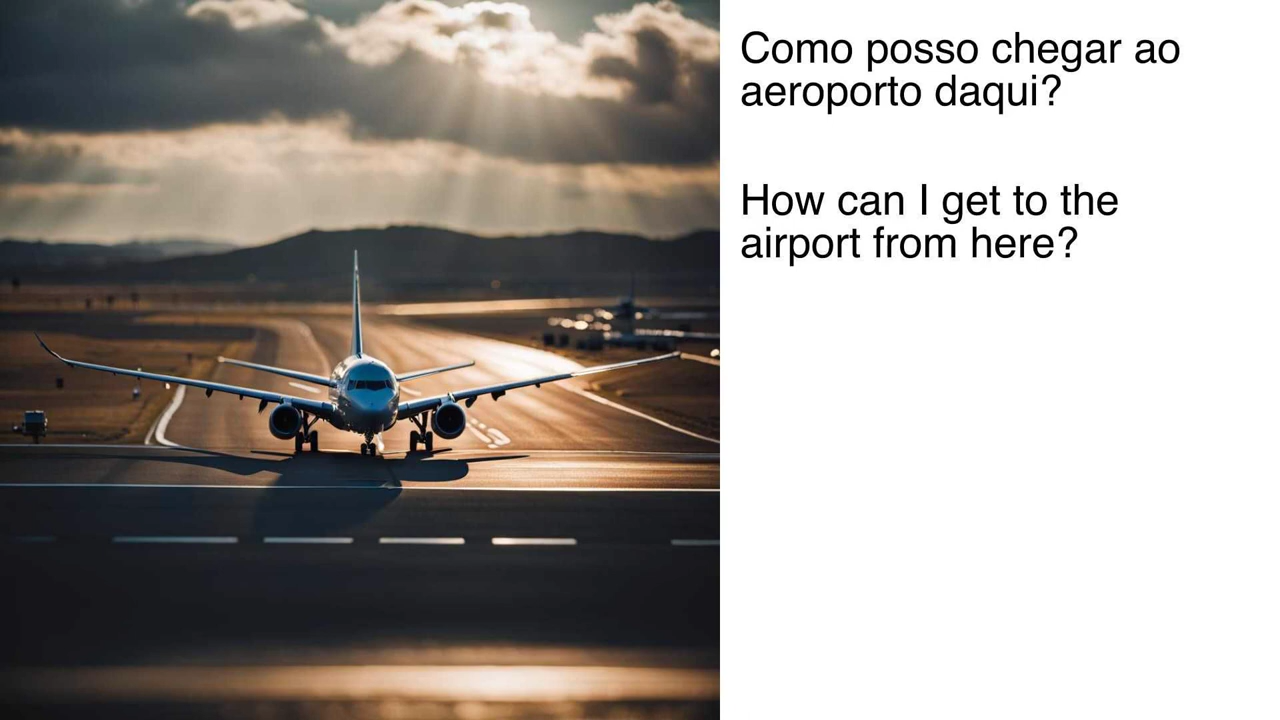 Como posso chegar ao
aeroporto daqui?
How can I get to the
airport from here?